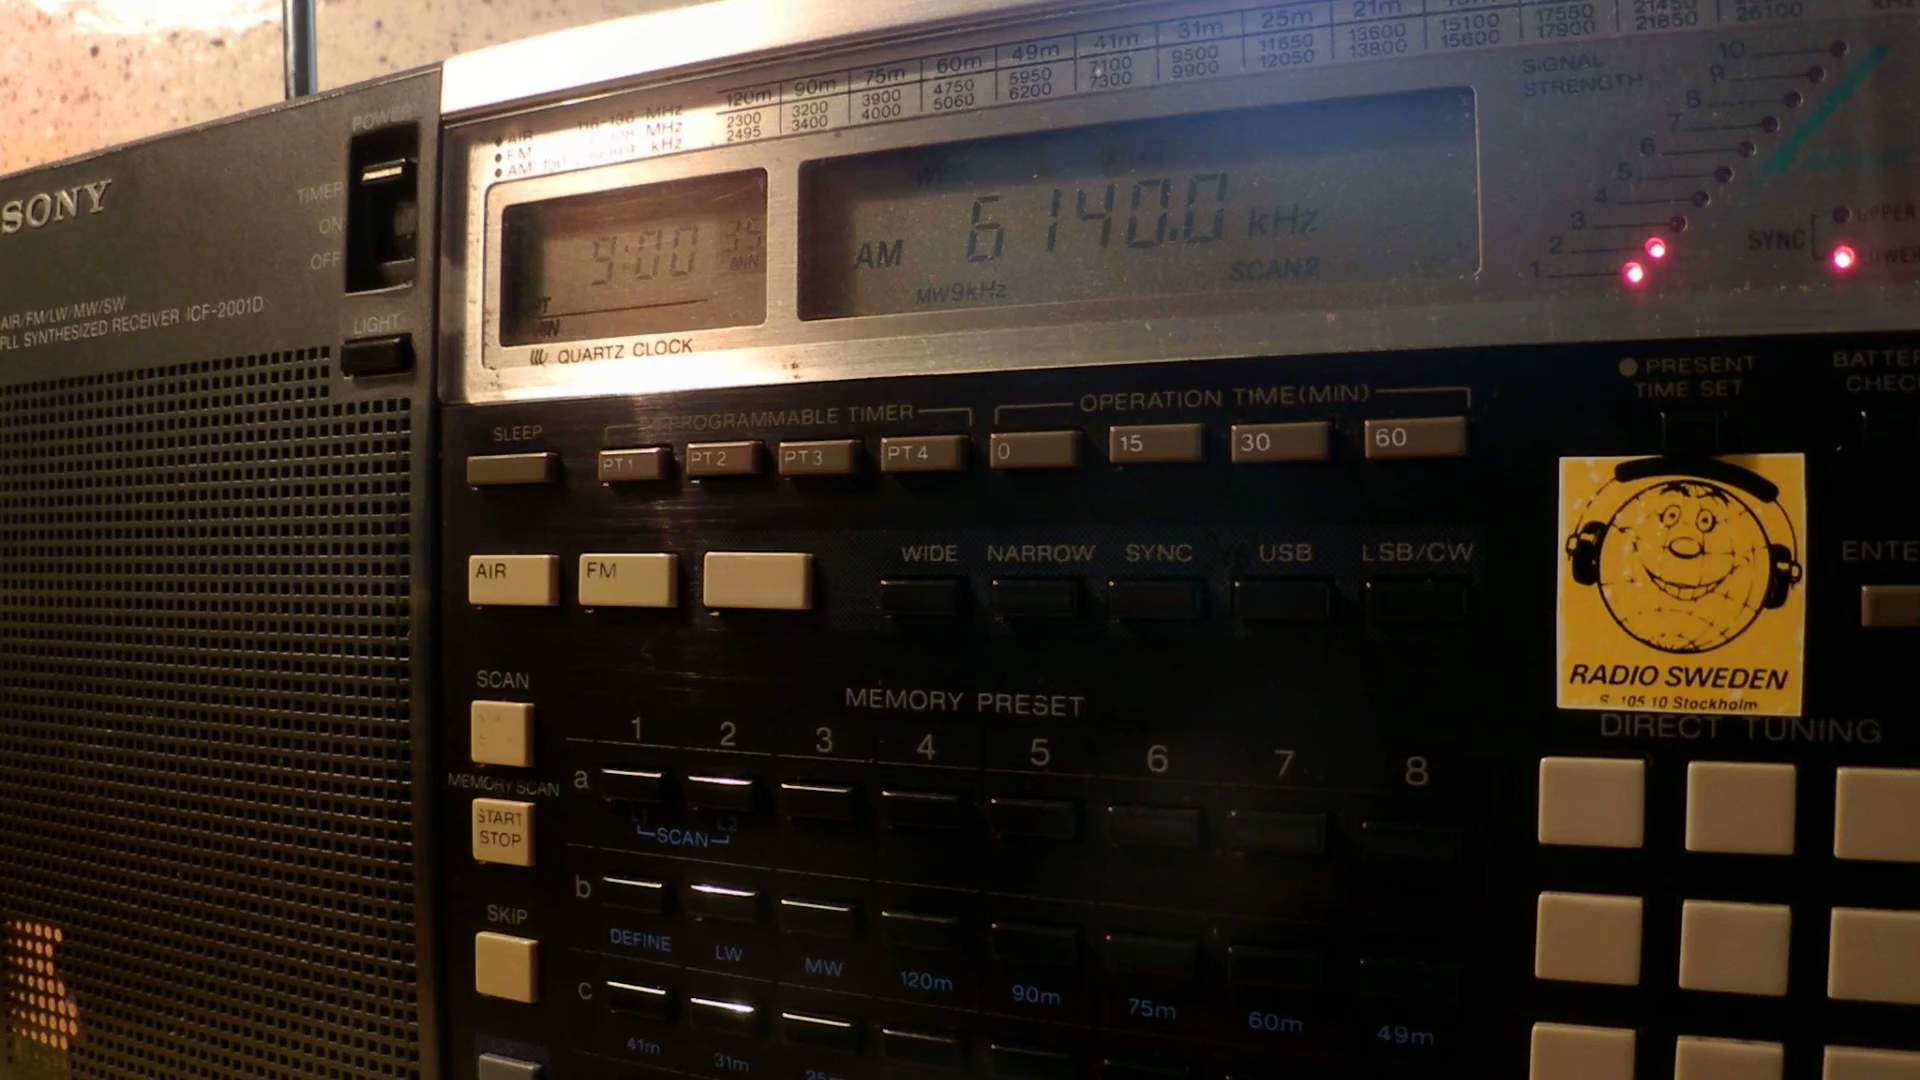 SONY
AIR/FM/LW/MW/SW
PLL SYNTHESIZED RECEIVER ICF-2001D
POWER
TIMER
ON
OFF
LIGHT
120m 90m 75m 60m 49m 41m 31m 25m 21m
2300 3200 3900 4750 5950 7100 9500 11650 13600 15100 17550 21450
2495 3400 4000 5060 6200 7300 9900 12050 13800 15600 17900 21850 26100
AIR 116-136 MHz
FM MHz
AM kHz
9:00 35
MIN
QUARTZ CLOCK
AM 6140.0 kHz
MW9kHz SCAN2
SIGNAL
STRENGTH
10
9
8
7
6
5
4
3
2
1
SYNC
UPPER
LOWER
PRESENT
TIME SET
SLEEP
PROGRAMMABLE TIMER
OPERATION TIME(MIN)
PT1 PT2 PT3 PT4 0 15 30 60
AIR FM
WIDE NARROW SYNC USB LSB/CW
RADIO SWEDEN
S-105 10 Stockholm
DIRECT TUNING
SCAN
MEMORY SCAN
START
STOP
SKIP
MEMORY PRESET
1 2 3 4 5 6 7 8
a
L1 L2
SCAN
b
DEFINE LW MW 120m 90m 75m 60m 49m
c
41m 31m 25m